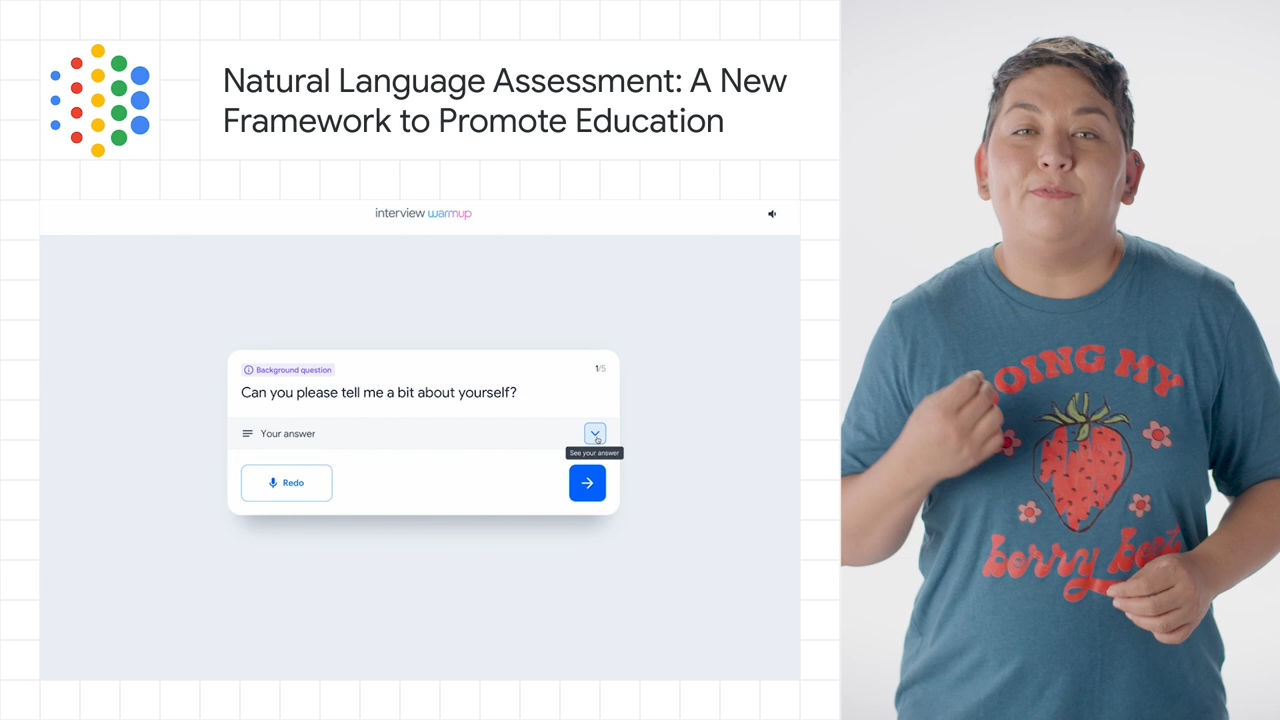 Natural Language Assessment: A New
Framework to Promote Education
interview warmup
Background question
1/5
Can you please tell me a bit about yourself?
Your answer
See your answer
Redo
DOING MY
berry best